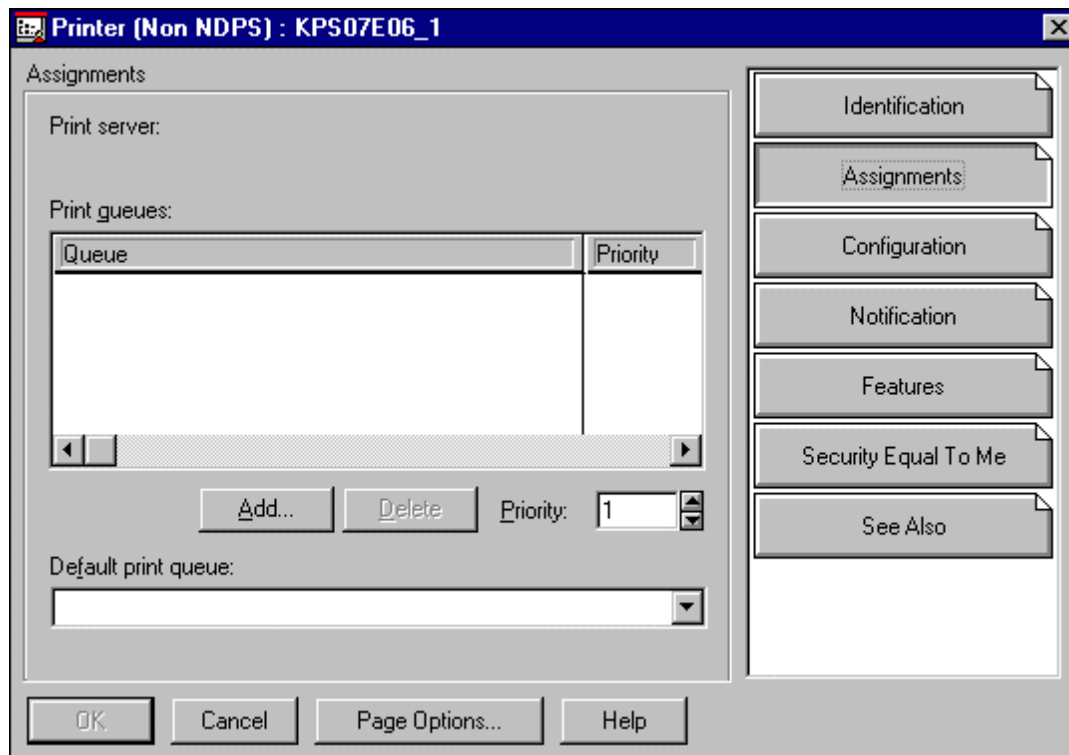 Printer (Non NDPS) : KPS07E06_1
Assignments
Print server:
Print queues:
Queue Priority
Add... Delete Priority: 1
Default print queue:
OK Cancel Page Options... Help
Identification
Assignments
Configuration
Notification
Features
Security Equal To Me
See Also